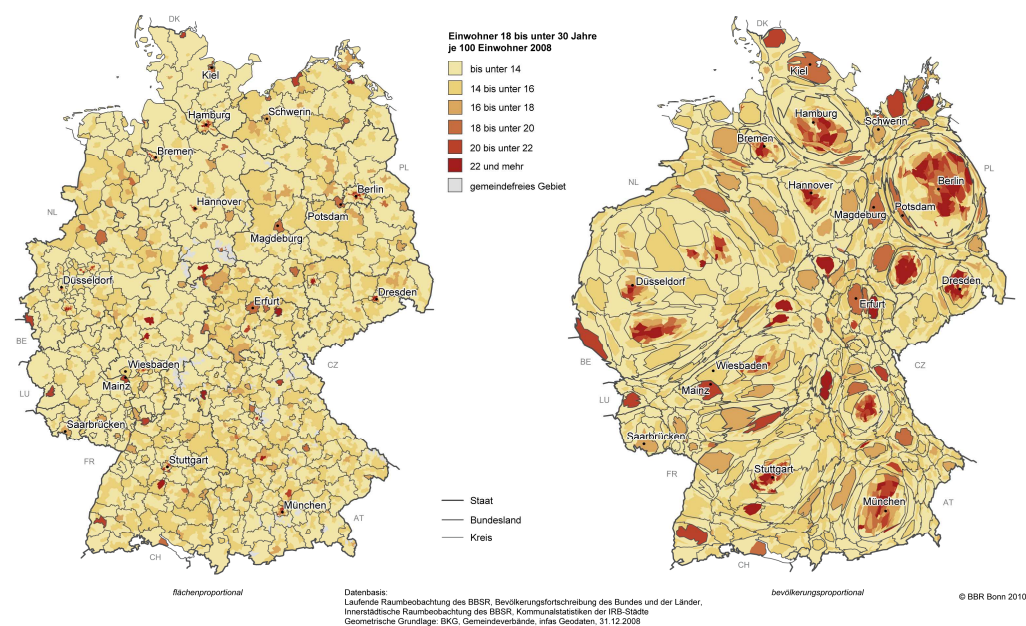 Einwohner 18 bis unter 30 Jahre
je 100 Einwohner 2008
bis unter 14
14 bis unter 16
16 bis unter 18
18 bis unter 20
20 bis unter 22
22 und mehr
gemeindefreies Gebiet
DK
Kiel
Hamburg
Schwerin
Bremen
PL
Berlin
NL
Hannover
Potsdam
Magdeburg
Düsseldorf
Dresden
Erfurt
BE
Wiesbaden
CZ
Mainz
LU
Saarbrücken
FR
Stuttgart
München
AT
CH
Staat
Bundesland
Kreis
DK
Kiel
Hamburg
Schwerin
Bremen
PL
NL
Hannover
Berlin
Potsdam
Magdeburg
Düsseldorf
Dresden
Erfurt
BE
Wiesbaden
CZ
Mainz
LU
Saarbrücken
FR
Stuttgart
München
AT
CH
flächenproportional
bevölkerungsproportional
Datenbasis:
Laufende Raumbeobachtung des BBSR, Bevölkerungsfortschreibung des Bundes und der Länder,
Innerstädtische Raumbeobachtung des BBSR, Kommunalstatistiken der IRB-Städte
Geometrische Grundlage: BKG, Gemeindeverbände, infas Geodaten, 31.12.2008
© BBR Bonn 2010